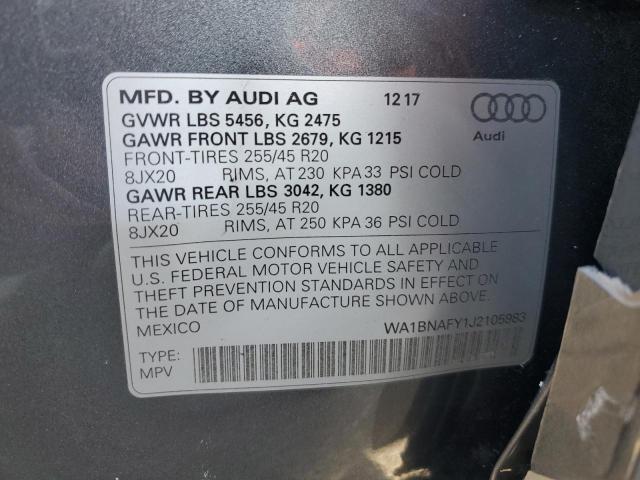 MFD. BY AUDI AG 12 17
GVWR LBS 5456, KG 2475
GAWR FRONT LBS 2679, KG 1215
FRONT-TIRES 255/45 R20
8JX20 RIMS, AT 230 KPA 33 PSI COLD
GAWR REAR LBS 3042, KG 1380
REAR-TIRES 255/45 R20
8JX20 RIMS, AT 250 KPA 36 PSI COLD
Audi
THIS VEHICLE CONFORMS TO ALL APPLICABLE
U.S. FEDERAL MOTOR VEHICLE SAFETY AND
THEFT PREVENTION STANDARDS IN EFFECT ON
THE DATE OF MANUFACTURE SHOWN ABOVE.
MEXICO WA1BNAFY1J2105983
TYPE:
MPV